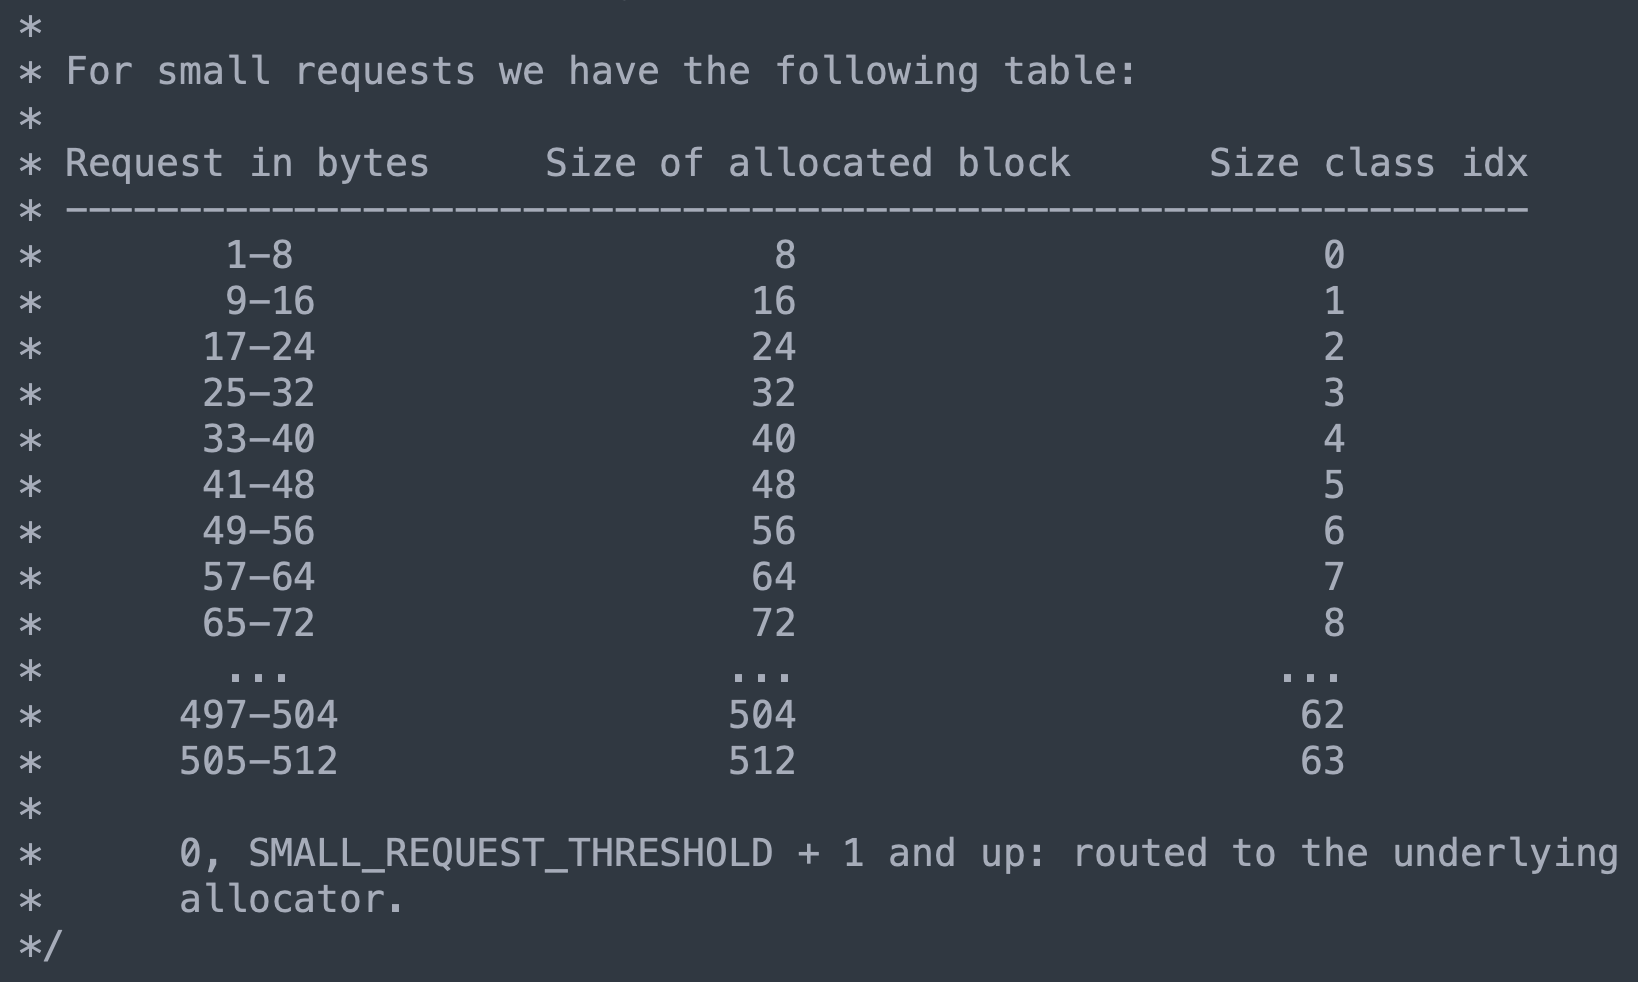 *
* For small requests we have the following table:
*
* Request in bytes     Size of allocated block      Size class idx
* ----------------------------------------------------------------
*        1-8                     8                       0
*        9-16                   16                       1
*       17-24                   24                       2
*       25-32                   32                       3
*       33-40                   40                       4
*       41-48                   48                       5
*       49-56                   56                       6
*       57-64                   64                       7
*       65-72                   72                       8
*        ...                   ...                     ...
*      497-504                 504                      62
*      505-512                 512                      63
*
*      0, SMALL_REQUEST_THRESHOLD + 1 and up: routed to the underlying
*      allocator.
*/